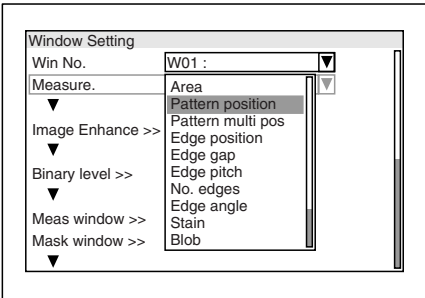 Window Setting
Win No. W01 :
Measure.
Area
Pattern position
Pattern multi pos
Image Enhance >>
Edge position
Edge gap
Binary level >>
Edge pitch
No. edges
Edge angle
Meas window >>
Stain
Mask window >>
Blob